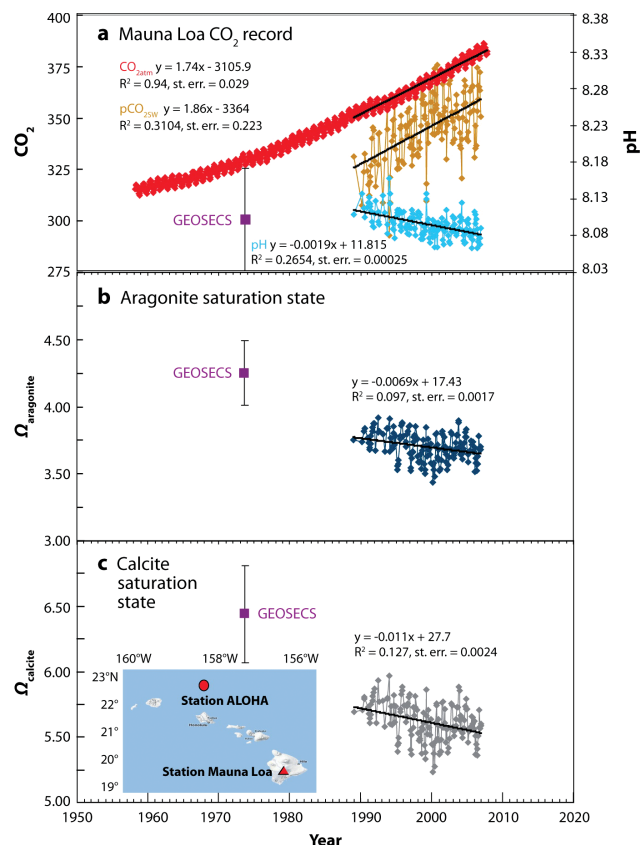 400
375
350
325
300
275
CO2
8.38
8.33
8.28
8.23
8.18
8.13
8.08
8.03
pH
a Mauna Loa CO2 record
CO2atm y = 1.74x - 3105.9
R² = 0.94, st. err. = 0.029
pCO2SW y = 1.86x - 3364
R² = 0.3104, st. err. = 0.223
GEOSECS
pH y = -0.0019x + 11.815
R² = 0.2654, st. err. = 0.00025
b Aragonite saturation state
4.50
4.00
3.50
3.00
Ωaragonite
GEOSECS
y = -0.0069x + 17.43
R² = 0.097, st. err. = 0.0017
c Calcite
saturation
state
6.50
6.00
5.50
5.00
Ωcalcite
GEOSECS
y = -0.011x + 27.7
R² = 0.127, st. err. = 0.0024
160°W 158°W 156°W
23°N
22°
21°
20°
19°
Station ALOHA
Station Mauna Loa
1950 1960 1970 1980 1990 2000 2010 2020
Year